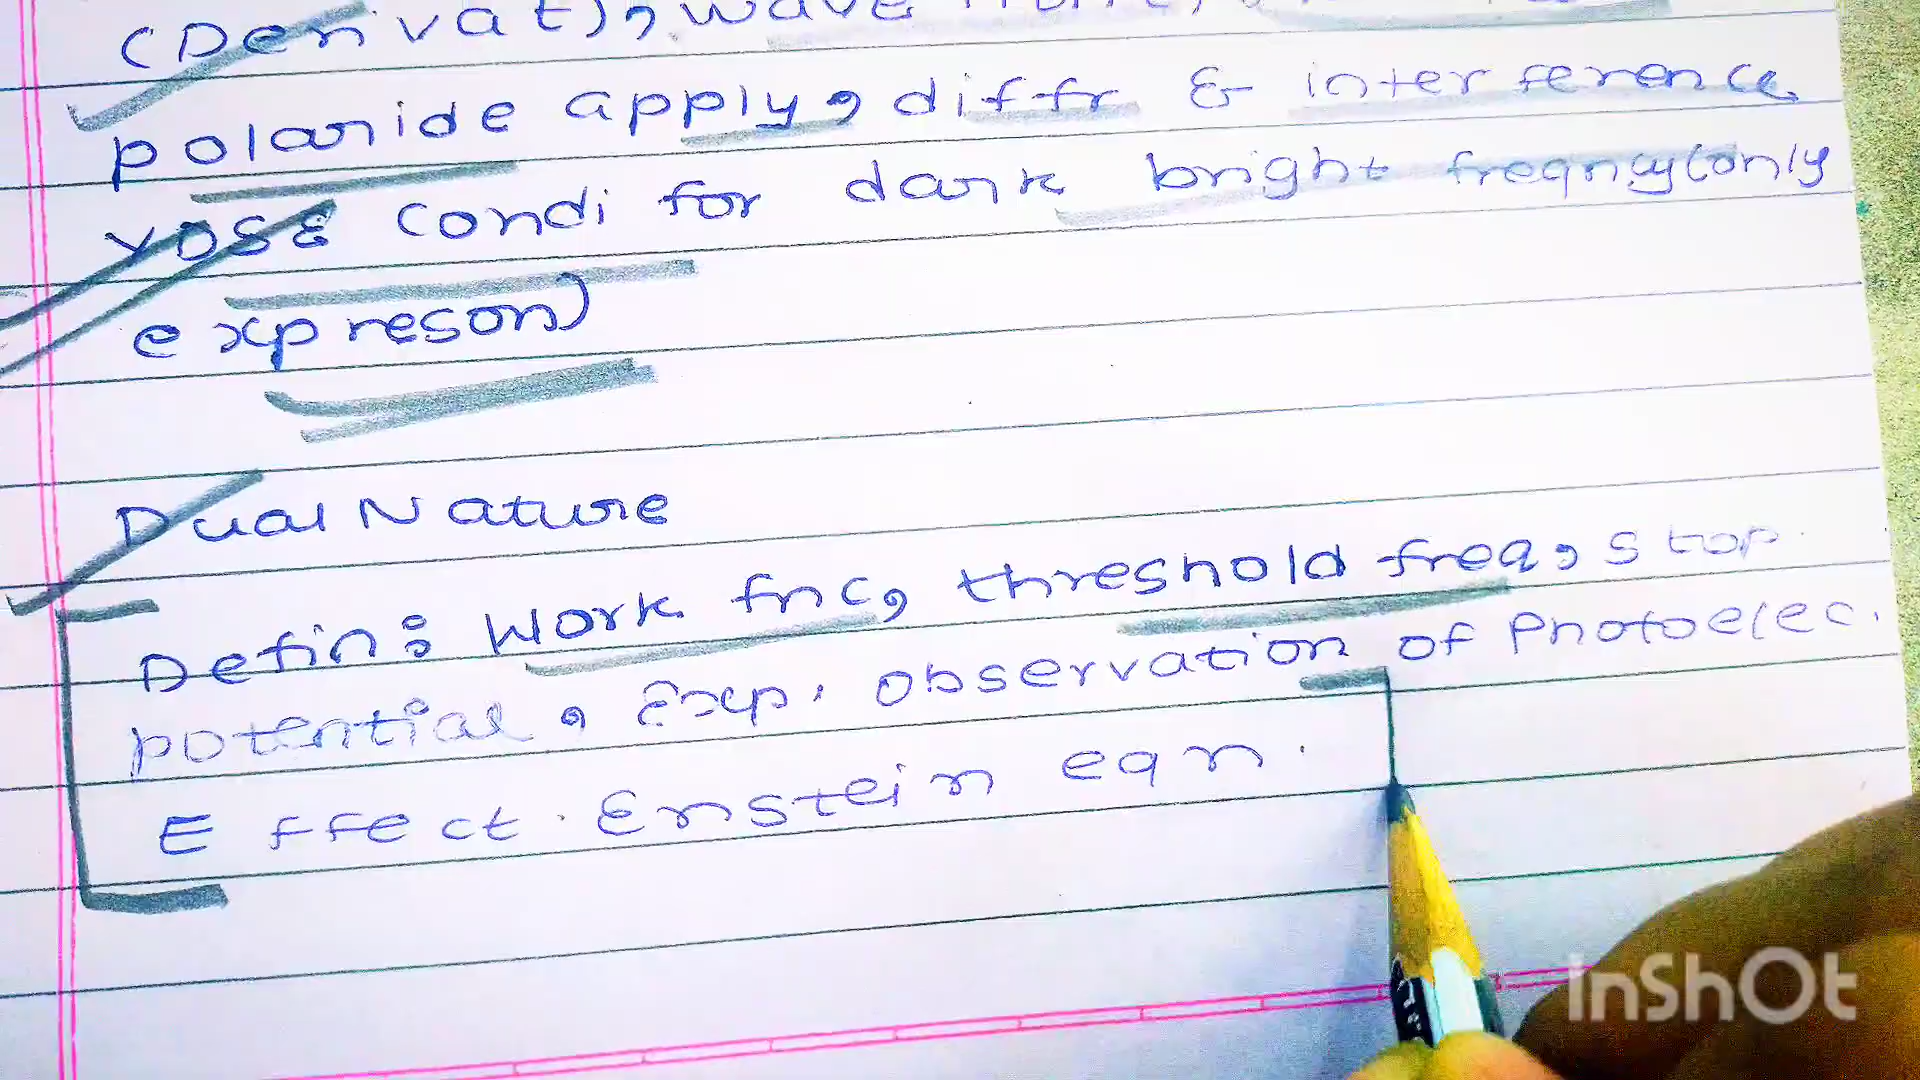 (Derivat), wave
polaroide apply, diffr & interference
YDSE condi for dark bright freqncy(only
expreson)
Dual Nature
Defin: Work fnc, threshold freq, stop.
potential, Exp. observation of Photoelec.
Effect. Enstein eqn.
InShOt